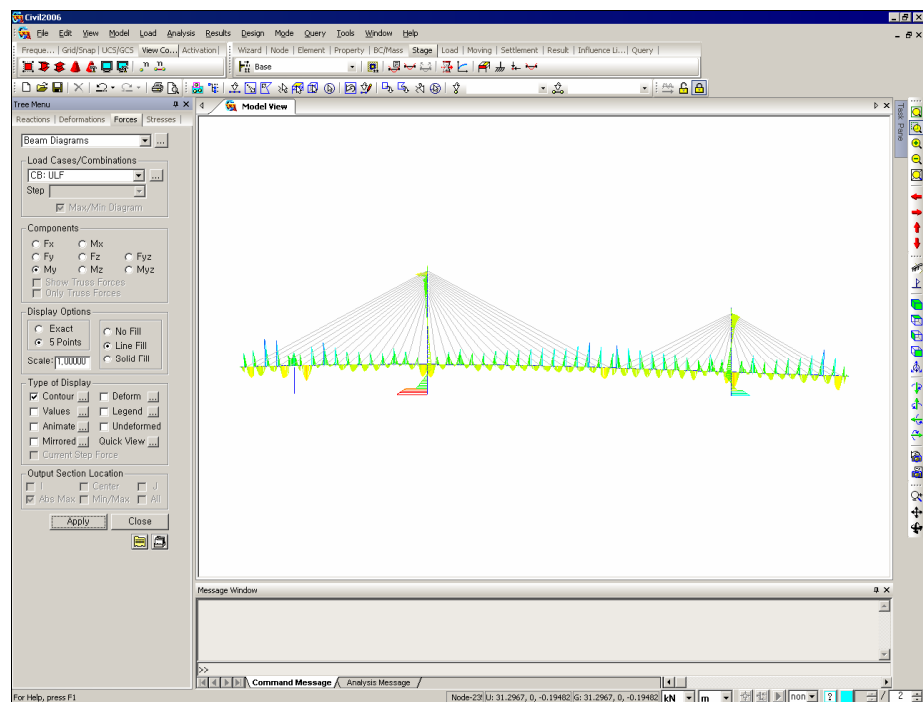 Civil2006
File Edit View Model Load Analysis Results Design Mode Query Tools Window Help
Freque... Grid/Snap UCS/GCS View Co... Activation Wizard Node Element Property BC/Mass Stage Load Moving Settlement Result Influence Li... Query
Base
Tree Menu
Model View
Task Pane
Reactions Deformations Forces Stresses
Beam Diagrams
Load Cases/Combinations
CB: ULF
Step
Max/Min Diagram
Components
Fx Mx
Fy Fz Fyz
My Mz Myz
Show Truss Forces
Only Truss Forces
Display Options
Exact No Fill
5 Points Line Fill
Scale: 1,00000 Solid Fill
Type of Display
Contour ... Deform ...
Values ... Legend ...
Animate ... Undeformed
Mirrored ... Quick View ...
Current Step Force
Output Section Location
I Center J
Abs Max Min/Max All
Apply Close
Message Window
>>
Command Message Analysis Message
For Help, press F1 Node-23 U: 31.2967, 0, -0.19482 G: 31.2967, 0, -0.19482 kN m non ? / 2